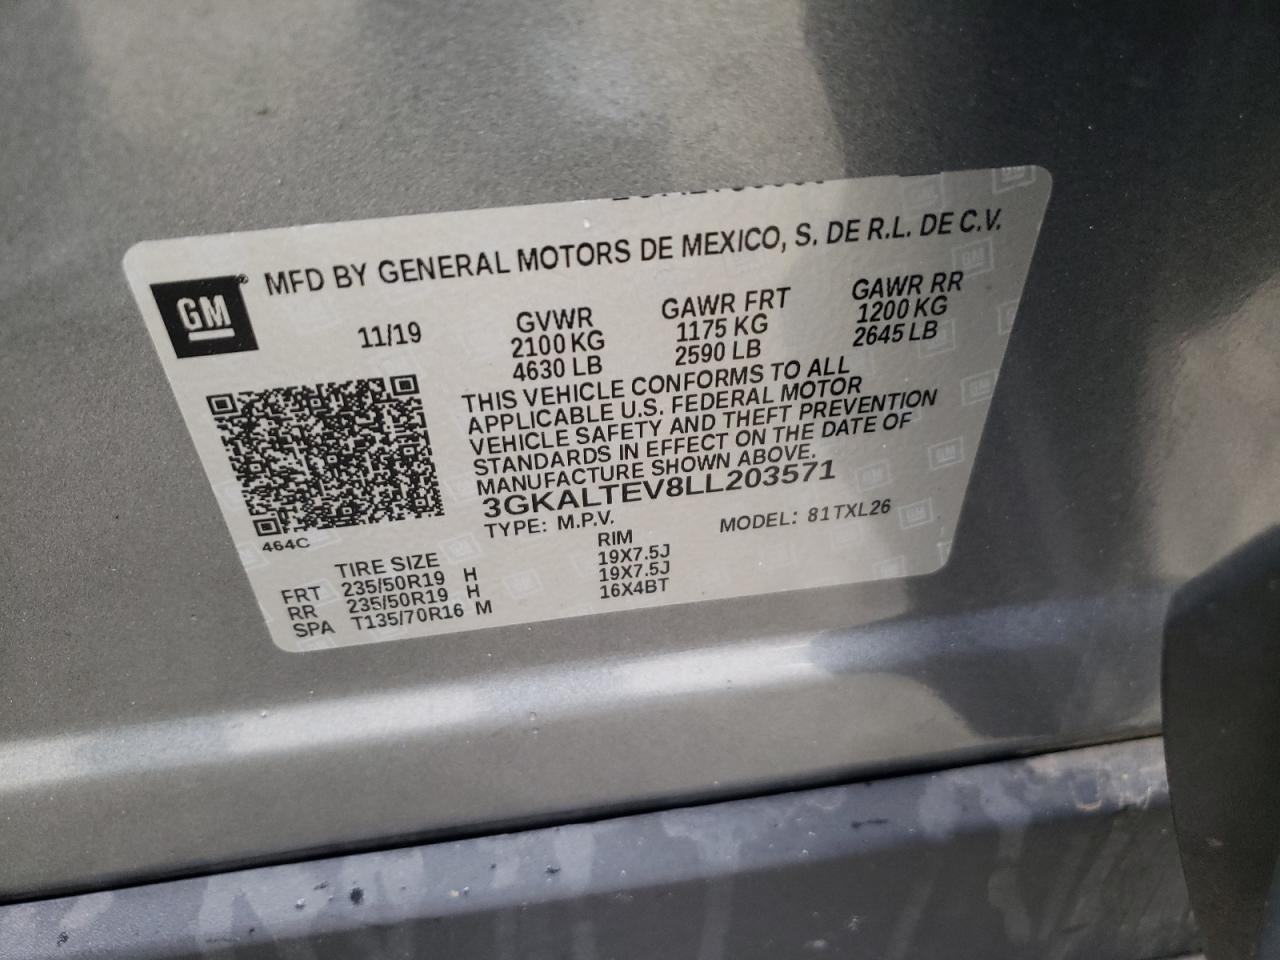 MFD BY GENERAL MOTORS DE MEXICO, S. DE R.L. DE C.V.
GM
11/19
GVWR GAWR FRT GAWR RR
2100 KG 1175 KG 1200 KG
4630 LB 2590 LB 2645 LB
THIS VEHICLE CONFORMS TO ALL
APPLICABLE U.S. FEDERAL MOTOR
VEHICLE SAFETY AND THEFT PREVENTION
STANDARDS IN EFFECT ON THE DATE OF
MANUFACTURE SHOWN ABOVE.
3GKALTEV8LL203571
TYPE: M.P.V. MODEL: 81TXL26
464C
TIRE SIZE RIM
FRT 235/50R19 H 19X7.5J
RR 235/50R19 H 19X7.5J
SPA T135/70R16 M 16X4BT